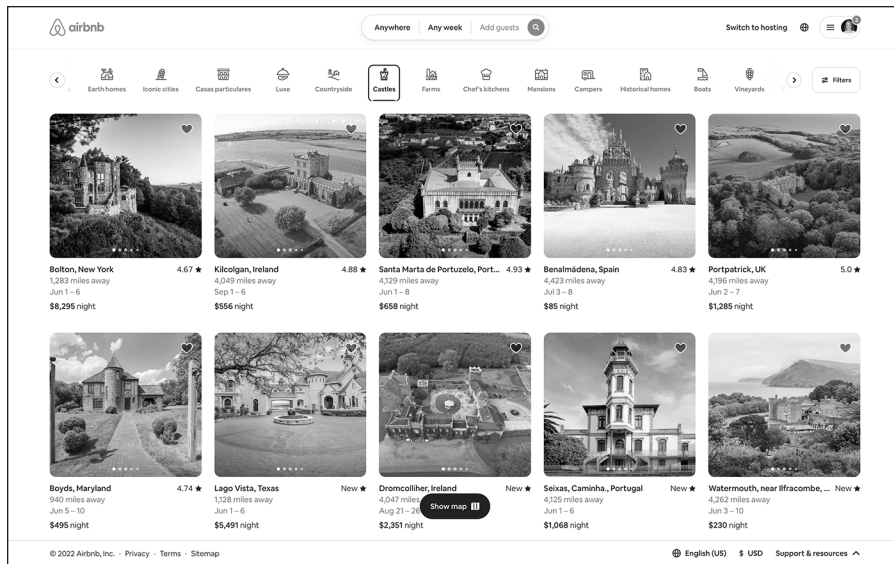 airbnb
Anywhere Any week Add guests
Switch to hosting
2
Earth homes Iconic cities Casas particulares Luxe Countryside Castles Farms Chef's kitchens Mansions Campers Historical homes Boats Vineyards
Filters
Bolton, New York 4.67 ★
1,283 miles away
Jun 1 – 6
$8,295 night
Kilcolgan, Ireland 4.88 ★
4,049 miles away
Sep 1 – 6
$556 night
Santa Marta de Portuzelo, Port... 4.93 ★
4,129 miles away
Jun 1 – 8
$658 night
Benalmádena, Spain 4.83 ★
4,423 miles away
Jul 3 – 8
$85 night
Portpatrick, UK 5.0 ★
4,196 miles away
Jun 2 – 7
$1,285 night
Boyds, Maryland 4.74 ★
940 miles away
Jun 5 – 10
$495 night
Lago Vista, Texas New ★
1,128 miles away
Jun 1 – 6
$5,491 night
Dromcolliher, Ireland New ★
4,047 miles
Aug 21 – 26
$2,351 night
Seixas, Caminha., Portugal New ★
4,125 miles away
Jun 1 – 6
$1,068 night
Watermouth, near Ilfracombe, ... New ★
4,262 miles away
Jun 3 – 10
$230 night
Show map
© 2022 Airbnb, Inc. · Privacy · Terms · Sitemap
English (US) $ USD Support & resources